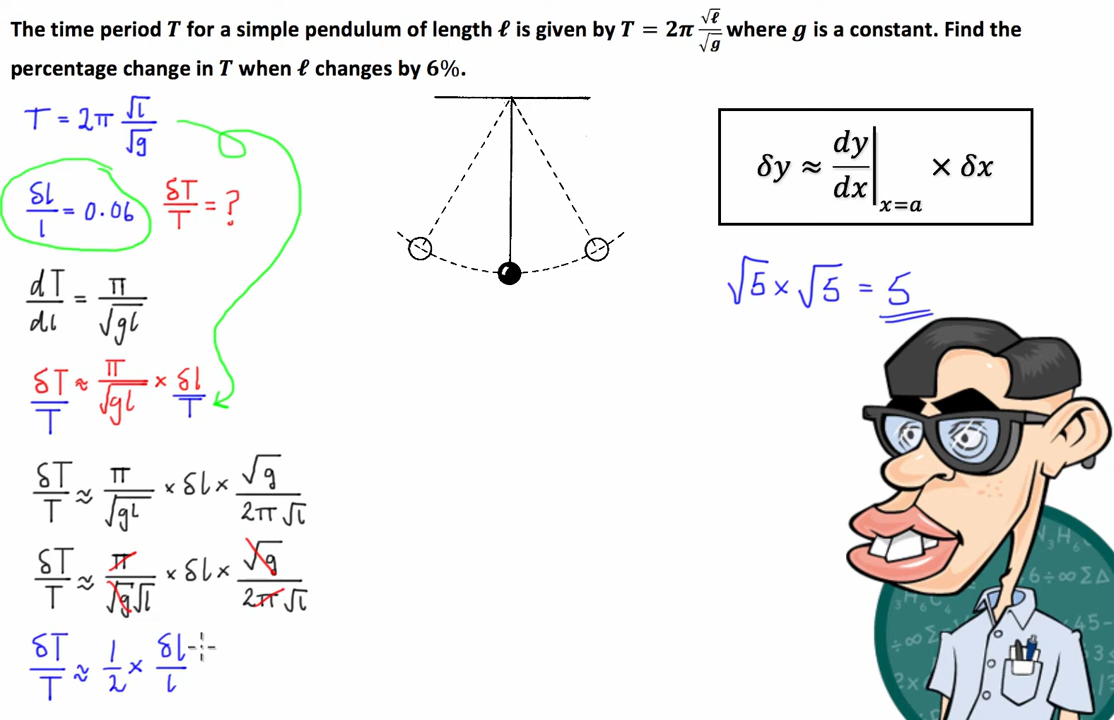 The time period T for a simple pendulum of length ℓ is given by T = 2π √ℓ/√g where g is a constant. Find the
percentage change in T when ℓ changes by 6%.
T = 2π √l/√g
δl/l = 0.06 δT/T = ?
dT/dl = π/√gl
δT/T ≈ π/√gl × δl/T
δT/T ≈ π/√gl × δl × √g/2π√l
δT/T ≈ π/√g√l × δl × √g/2π√l
δT/T ≈ 1/2 × δl/l
δy ≈ dy/dx |x=a × δx
√5 × √5 = 5